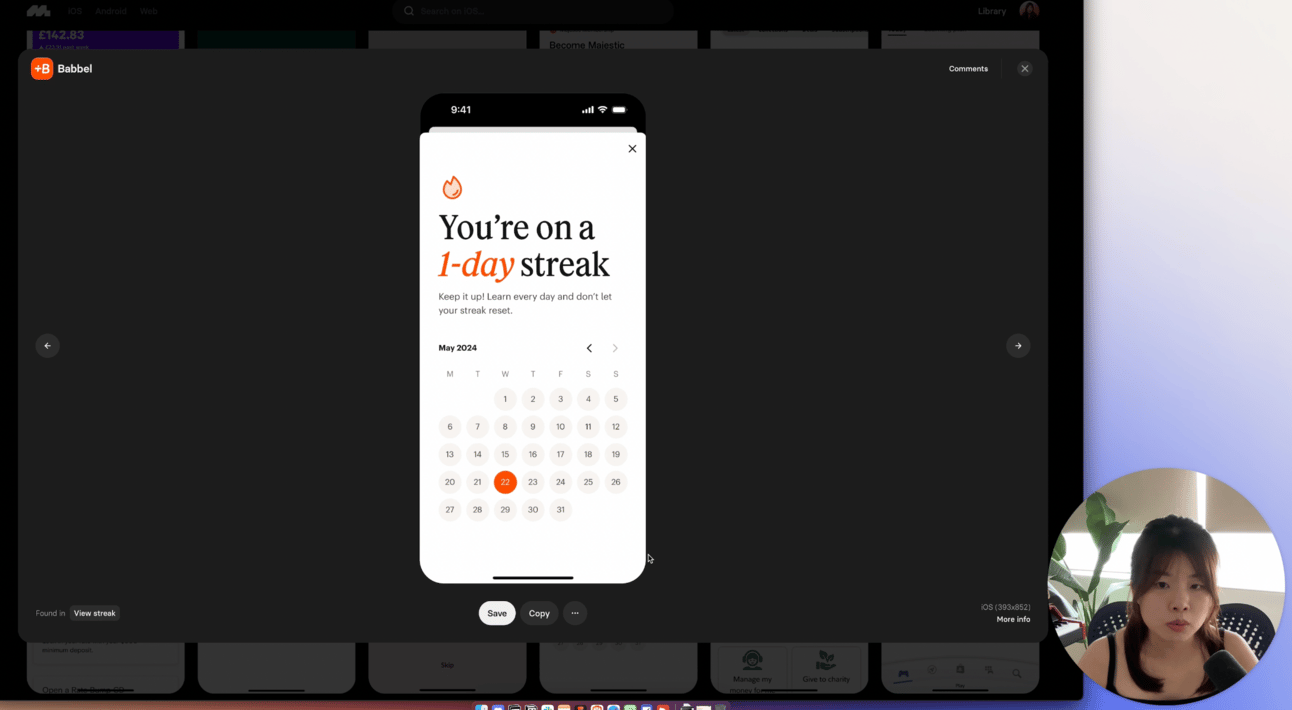 iOS Android Web
Search on iOS...
Library
£142.83
Become Majestic
+B Babbel
Comments
9:41
You're on a
1-day streak
Keep it up! Learn every day and don't let
your streak reset.
May 2024
M T W T F S S
1 2 3 4 5
6 7 8 9 10 11 12
13 14 15 16 17 18 19
20 21 22 23 24 25 26
27 28 29 30 31
Found in View streak
Save
Copy
iOS (393x852)
More info
minimum deposit
Skip
Manage my
Give to charity